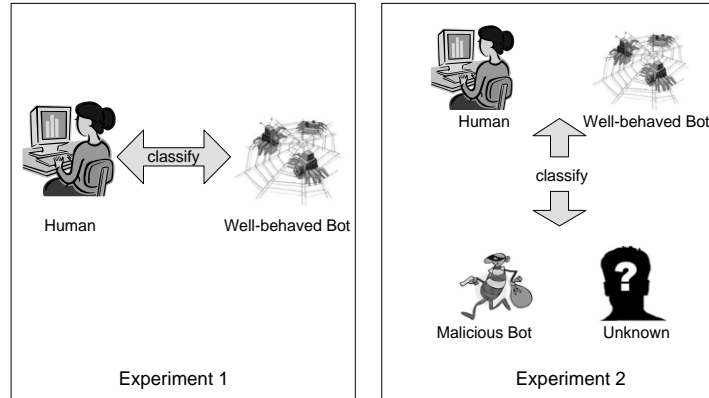 classify
Human
Well-behaved Bot
Experiment 1
Human
Well-behaved Bot
classify
?
Malicious Bot
Unknown
Experiment 2